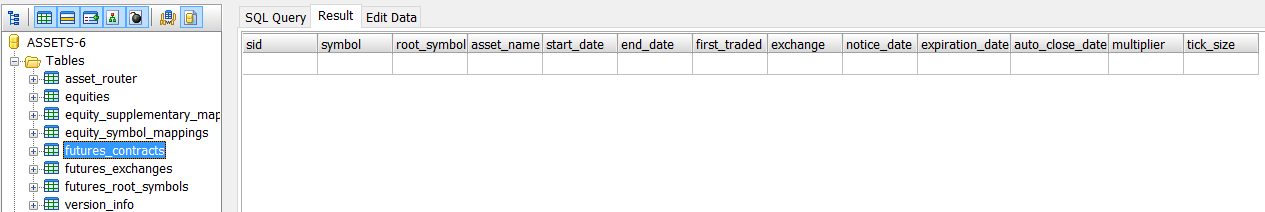 SQL Query Result Edit Data
ASSETS-6
Tables
asset_router
equities
equity_supplementary_map
equity_symbol_mappings
futures_contracts
futures_exchanges
futures_root_symbols
version_info
sid symbol root_symbol asset_name start_date end_date first_traded exchange notice_date expiration_date auto_close_date multiplier tick_size